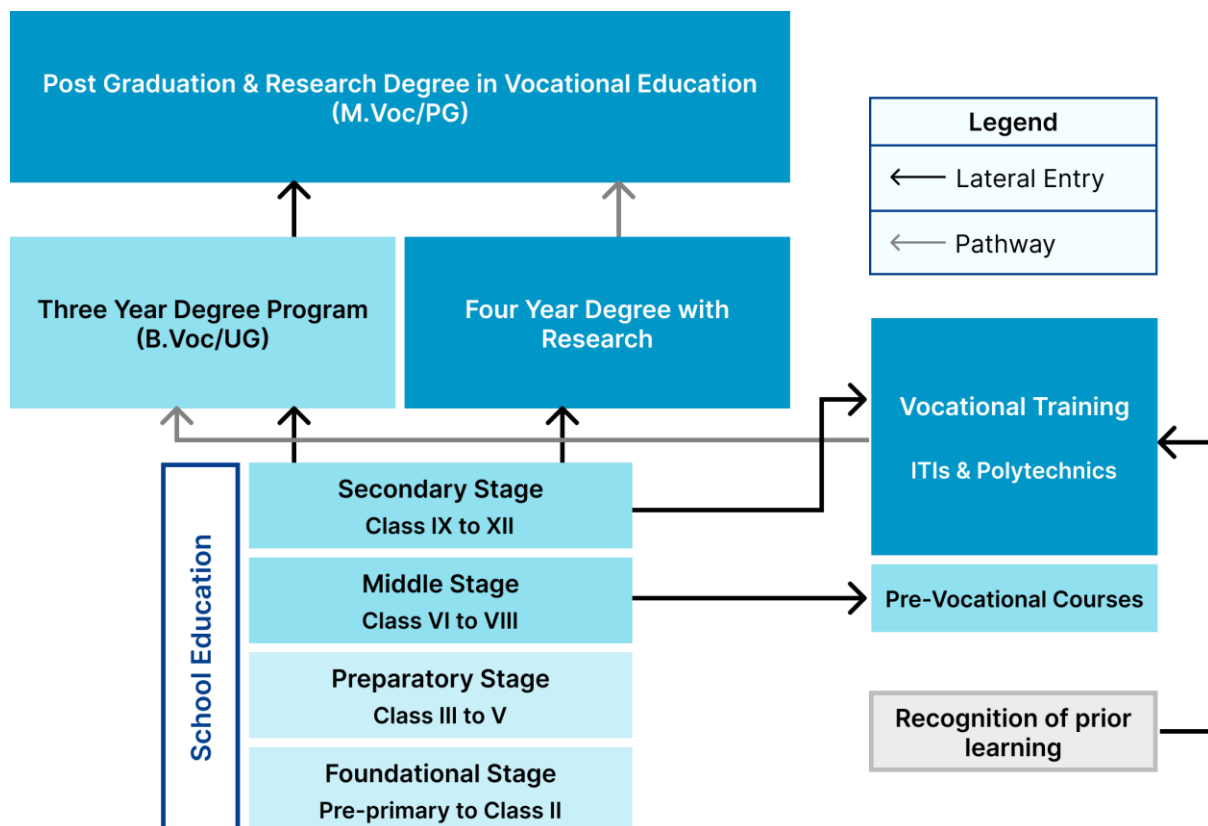 Post Graduation & Research Degree in Vocational Education
(M.Voc/PG)
Legend
Lateral Entry
Pathway
Three Year Degree Program
(B.Voc/UG)
Four Year Degree with
Research
Vocational Training
ITIs & Polytechnics
School Education
Secondary Stage
Class IX to XII
Middle Stage
Class VI to VIII
Pre-Vocational Courses
Preparatory Stage
Class III to V
Recognition of prior
learning
Foundational Stage
Pre-primary to Class II